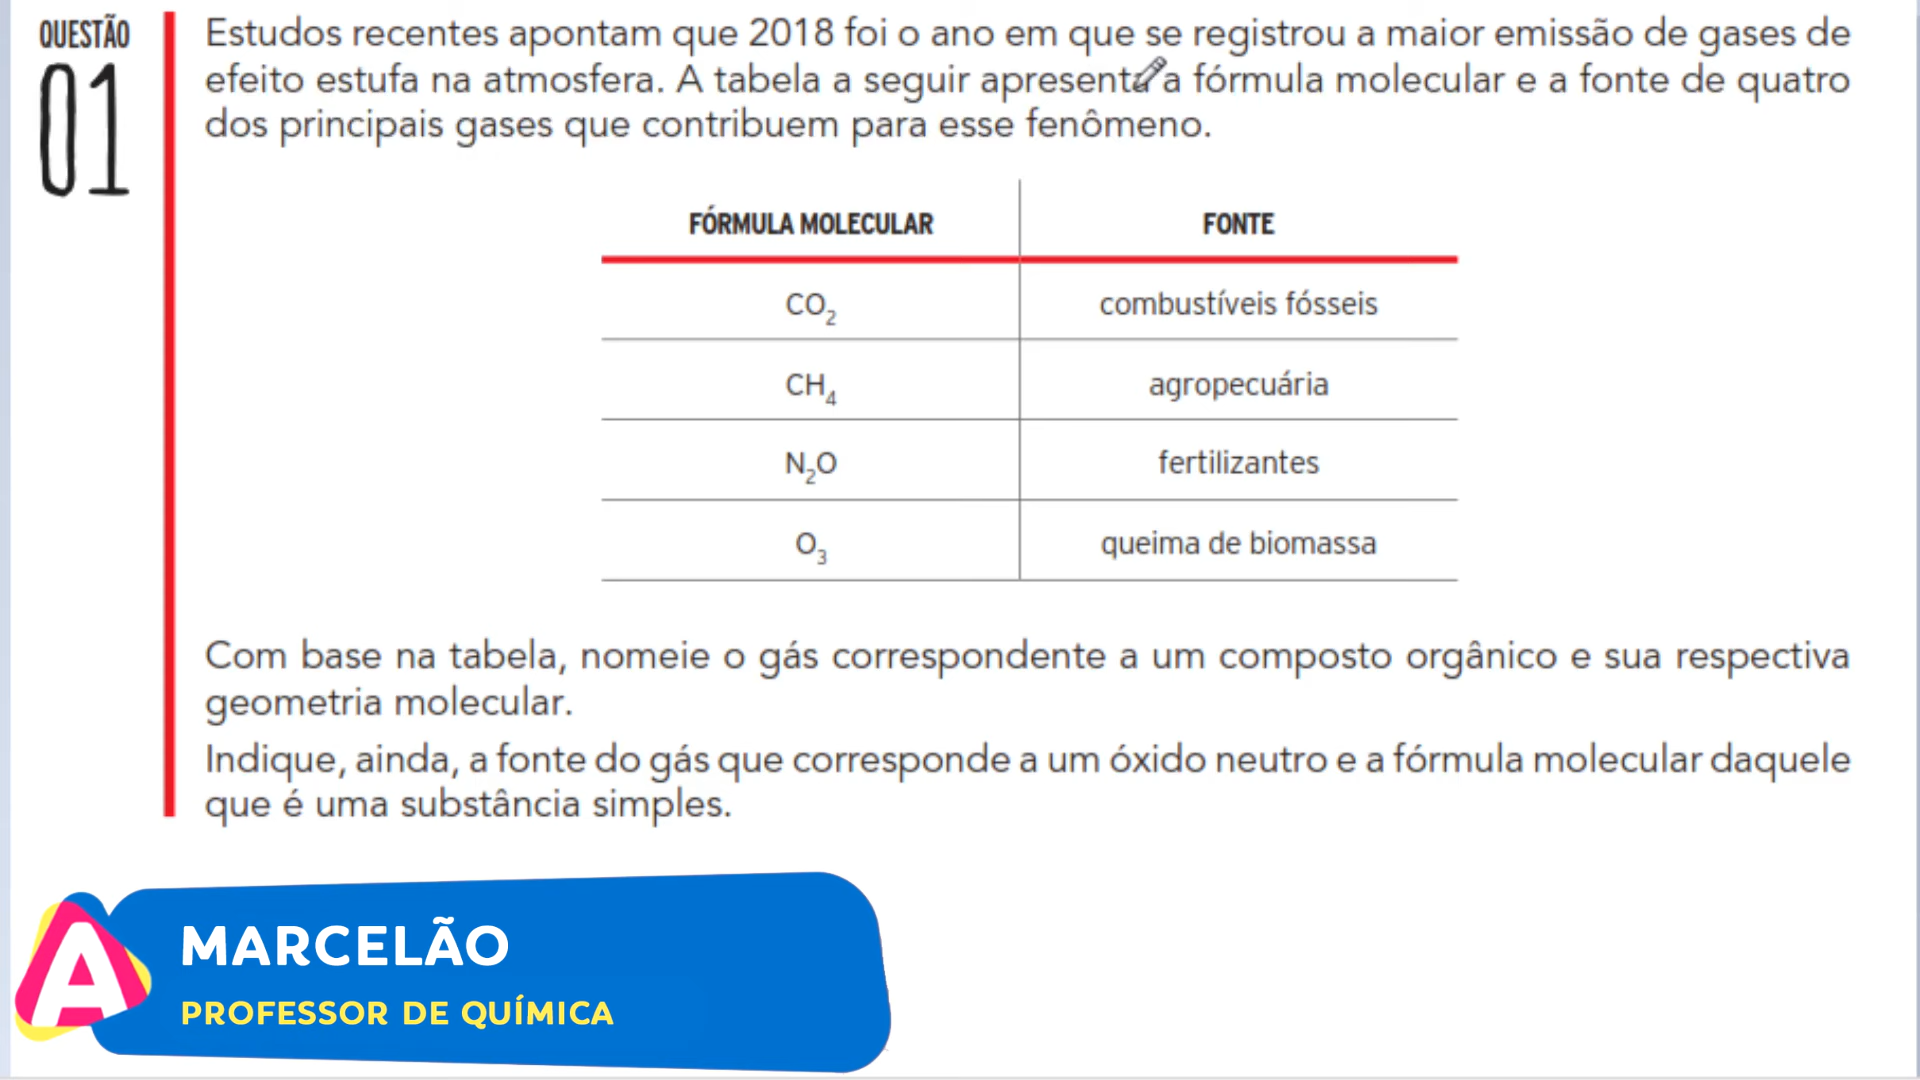 QUESTÃO
01
Estudos recentes apontam que 2018 foi o ano em que se registrou a maior emissão de gases de
efeito estufa na atmosfera. A tabela a seguir apresenta a fórmula molecular e a fonte de quatro
dos principais gases que contribuem para esse fenômeno.
FÓRMULA MOLECULAR FONTE
CO₂ combustíveis fósseis
CH₄ agropecuária
N₂O fertilizantes
O₃ queima de biomassa
Com base na tabela, nomeie o gás correspondente a um composto orgânico e sua respectiva
geometria molecular.
Indique, ainda, a fonte do gás que corresponde a um óxido neutro e a fórmula molecular daquele
que é uma substância simples.
A
MARCELÃO
PROFESSOR DE QUÍMICA